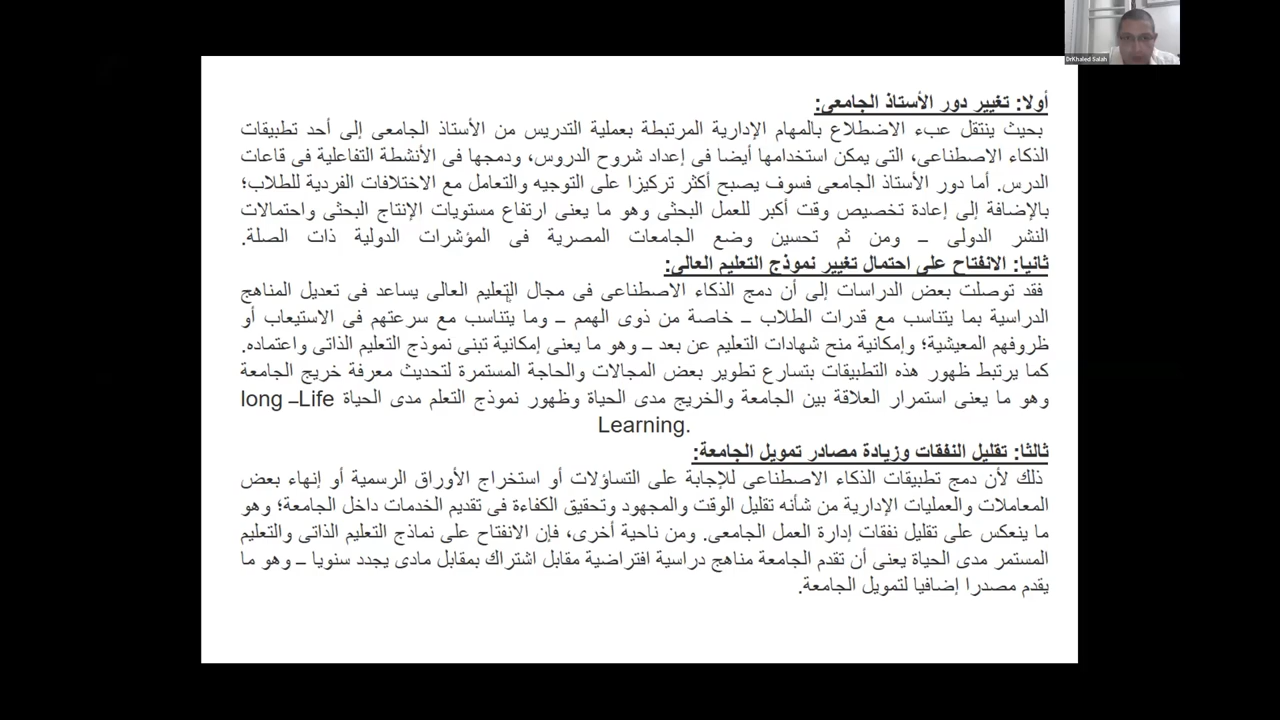 DrKhaled Salah
أولا: تغيير دور الأستاذ الجامعى:
بحيث ينتقل عبء الاضطلاع بالمهام الإدارية المرتبطة بعملية التدريس من الأستاذ الجامعى إلى أحد تطبيقات
الذكاء الاصطناعى، التى يمكن استخدامها أيضا فى إعداد شروح الدروس، ودمجها فى الأنشطة التفاعلية فى قاعات
الدرس. أما دور الأستاذ الجامعى فسوف يصبح أكثر تركيزا على التوجيه والتعامل مع الاختلافات الفردية للطلاب؛
بالإضافة إلى إعادة تخصيص وقت أكبر للعمل البحثى وهو ما يعنى ارتفاع مستويات الإنتاج البحثى واحتمالات
النشر الدولى – ومن ثم تحسين وضع الجامعات المصرية فى المؤشرات الدولية ذات الصلة.
ثانيا: الانفتاح على احتمال تغيير نموذج التعليم العالى:
فقد توصلت بعض الدراسات إلى أن دمج الذكاء الاصطناعى فى مجال التعليم العالى يساعد فى تعديل المناهج
الدراسية بما يتناسب مع قدرات الطلاب – خاصة من ذوى الهمم – وما يتناسب مع سرعتهم فى الاستيعاب أو
ظروفهم المعيشية؛ وإمكانية منح شهادات التعليم عن بعد – وهو ما يعنى إمكانية تبنى نموذج التعليم الذاتى واعتماده.
كما يرتبط ظهور هذه التطبيقات بتسارع تطوير بعض المجالات والحاجة المستمرة لتحديث معرفة خريج الجامعة
وهو ما يعنى استمرار العلاقة بين الجامعة والخريج مدى الحياة وظهور نموذج التعلم مدى الحياة Life– long
Learning.
ثالثا: تقليل النفقات وزيادة مصادر تمويل الجامعة:
ذلك لأن دمج تطبيقات الذكاء الاصطناعى للإجابة على التساؤلات أو استخراج الأوراق الرسمية أو إنهاء بعض
المعاملات والعمليات الإدارية من شأنه تقليل الوقت والمجهود وتحقيق الكفاءة فى تقديم الخدمات داخل الجامعة؛ وهو
ما ينعكس على تقليل نفقات إدارة العمل الجامعى. ومن ناحية أخرى، فإن الانفتاح على نماذج التعليم الذاتى والتعليم
المستمر مدى الحياة يعنى أن تقدم الجامعة مناهج دراسية افتراضية مقابل اشتراك بمقابل مادى يجدد سنويا – وهو ما
يقدم مصدرا إضافيا لتمويل الجامعة.